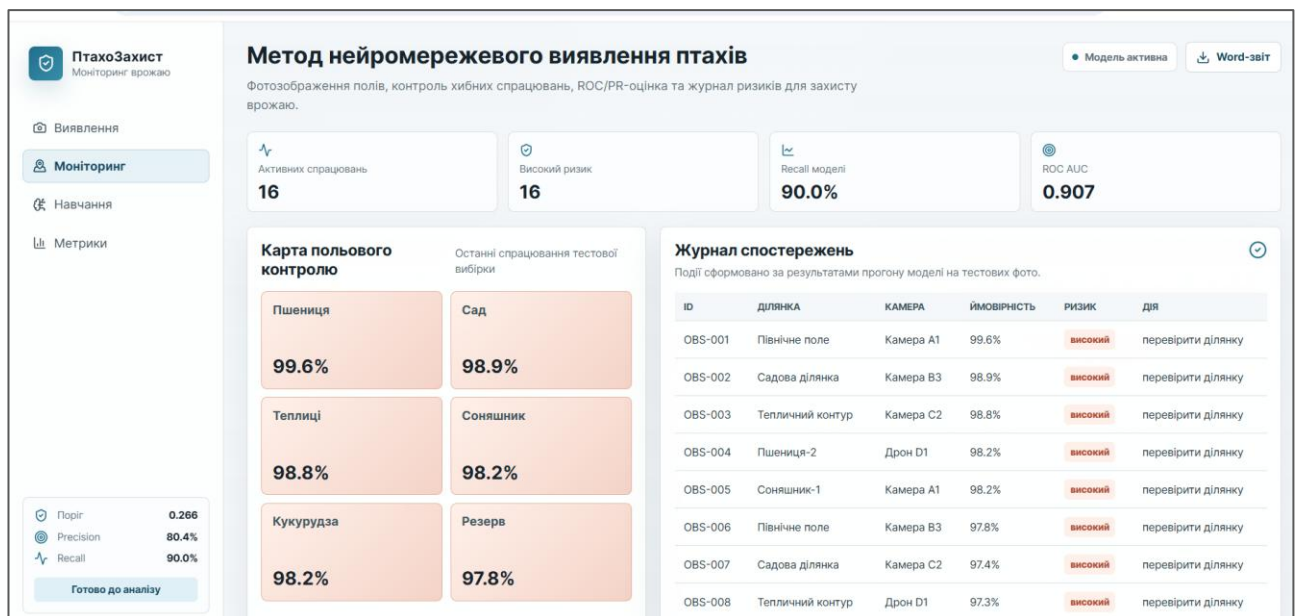 ПтахоЗахист
Моніторинг врожаю
Виявлення
Моніторинг
Навчання
Метрики
Поріг 0.266
Precision 80.4%
Recall 90.0%
Готово до аналізу
Метод нейромережевого виявлення птахів
Фотозображення полів, контроль хибних спрацювань, ROC/PR-оцінка та журнал ризиків для захисту
врожаю.
Модель активна
Word-звіт
Активних спрацювань
16
Високий ризик
16
Recall моделі
90.0%
ROC AUC
0.907
Карта польового
контролю
Останні спрацювання тестової
вибірки
Пшениця
99.6%
Сад
98.9%
Теплиці
98.8%
Соняшник
98.2%
Кукурудза
98.2%
Резерв
97.8%
Журнал спостережень
Події сформовано за результатами прогону моделі на тестових фото.
ID ДІЛЯНКА КАМЕРА ЙМОВІРНІСТЬ РИЗИК ДІЯ
OBS-001 Північне поле Камера A1 99.6% високий перевірити ділянку
OBS-002 Садова ділянка Камера B3 98.9% високий перевірити ділянку
OBS-003 Тепличний контур Камера C2 98.8% високий перевірити ділянку
OBS-004 Пшениця-2 Дрон D1 98.2% високий перевірити ділянку
OBS-005 Соняшник-1 Камера A1 98.2% високий перевірити ділянку
OBS-006 Північне поле Камера B3 97.8% високий перевірити ділянку
OBS-007 Садова ділянка Камера C2 97.4% високий перевірити ділянку
OBS-008 Тепличний контур Дрон D1 97.3% високий перевірити ділянку